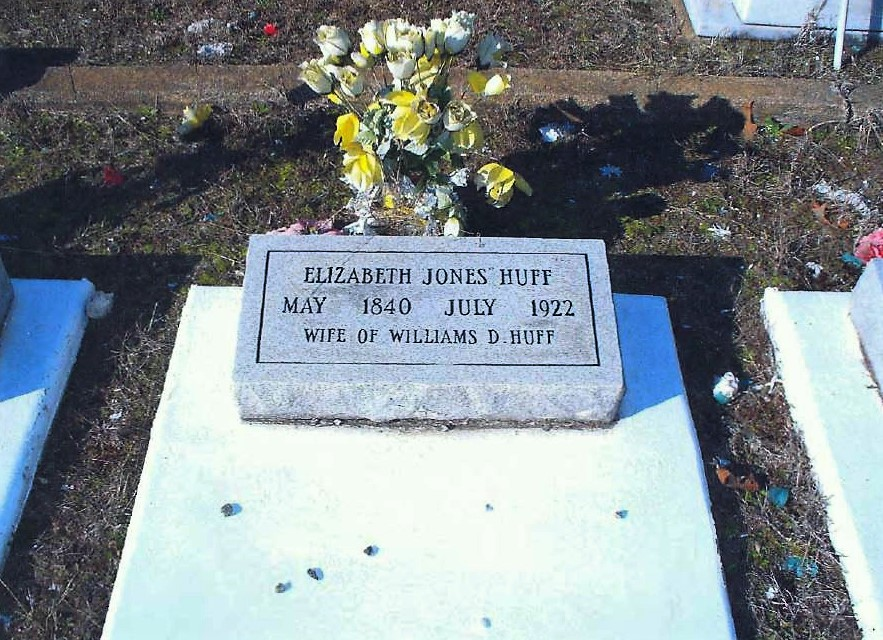 ELIZABETH JONES HUFF
MAY 1840 JULY 1922
WIFE OF WILLIAMS D. HUFF